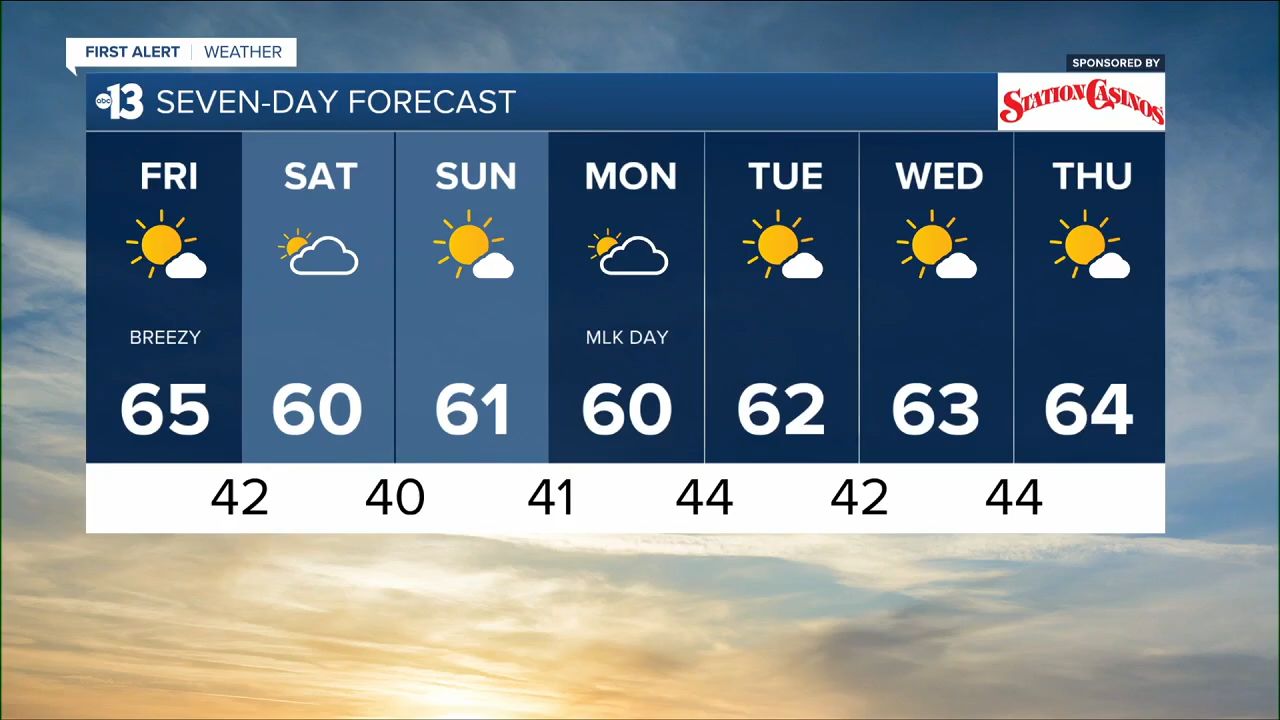 FIRST ALERT | WEATHER
SPONSORED BY
abc 13 SEVEN-DAY FORECAST
STATION CASINOS
FRI SAT SUN MON TUE WED THU
BREEZY MLK DAY
65 60 61 60 62 63 64
42 40 41 44 42 44